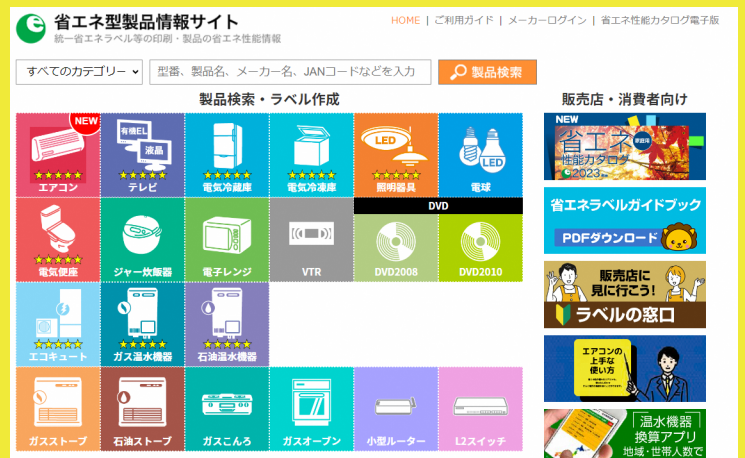 省エネ型製品情報サイト
統一省エネラベル等の印刷・製品の省エネ性能情報
HOME | ご利用ガイド | メーカーログイン | 省エネ性能カタログ電子版
すべてのカテゴリー
型番、製品名、メーカー名、JANコードなどを入力
製品検索
製品検索・ラベル作成
NEW
エアコン
有機EL
液晶
テレビ
電気冷蔵庫
電気冷凍庫
LED
照明器具
LED
電球
電気便座
ジャー炊飯器
電子レンジ
VTR
DVD
DVD2008
DVD2010
エコキュート
ガス温水機器
石油温水機器
ガスストーブ
石油ストーブ
ガスこんろ
ガスオーブン
小型ルーター
L2スイッチ
販売店・消費者向け
NEW
省エネ
家庭用
性能カタログ
2023
省エネラベルガイドブック
PDFダウンロード
販売店に
見に行こう!
ラベルの窓口
エアコンの
上手な
使い方
温水機器
換算アプリ
地域・世帯人数で